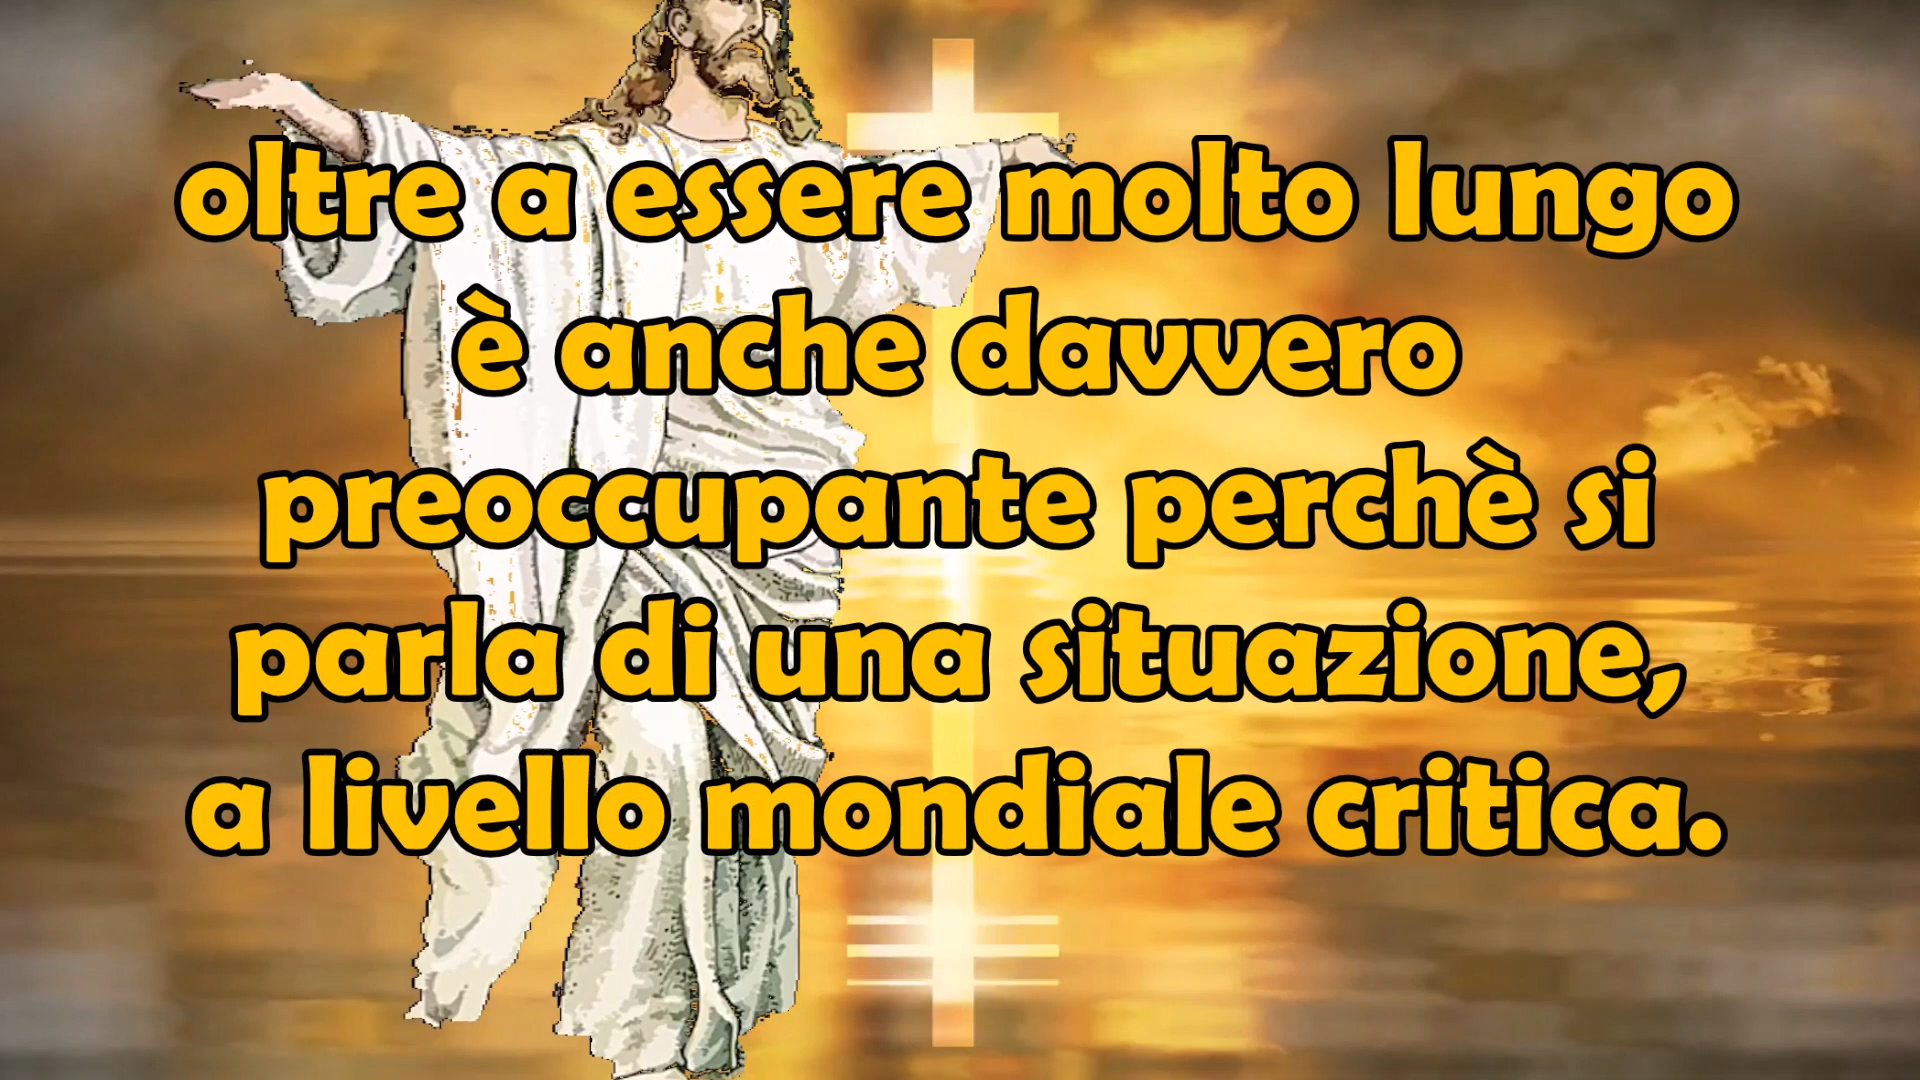 oltre a essere molto lungo
è anche davvero
preoccupante perchè si
parla di una situazione,
a livello mondiale critica.